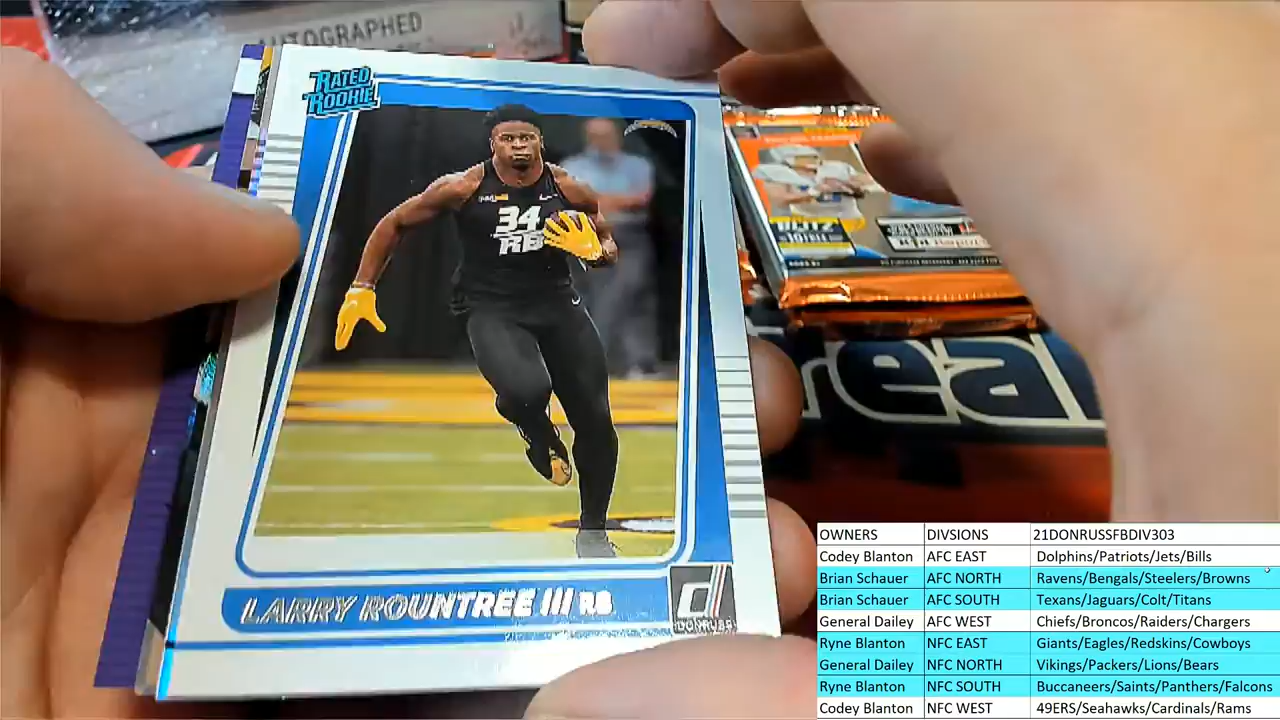 AUTOGRAPHED
RATED
ROOKIE
34
RB
LARRY ROUNTREE III RB
DONRUSS
BLITZ
real
OWNERS DIVSIONS 21DONRUSSFBDIV303
Codey Blanton AFC EAST Dolphins/Patriots/Jets/Bills
Brian Schauer AFC NORTH Ravens/Bengals/Steelers/Browns
Brian Schauer AFC SOUTH Texans/Jaguars/Colt/Titans
General Dailey AFC WEST Chiefs/Broncos/Raiders/Chargers
Ryne Blanton NFC EAST Giants/Eagles/Redskins/Cowboys
General Dailey NFC NORTH Vikings/Packers/Lions/Bears
Ryne Blanton NFC SOUTH Buccaneers/Saints/Panthers/Falcons
Codey Blanton NFC WEST 49ERS/Seahawks/Cardinals/Rams